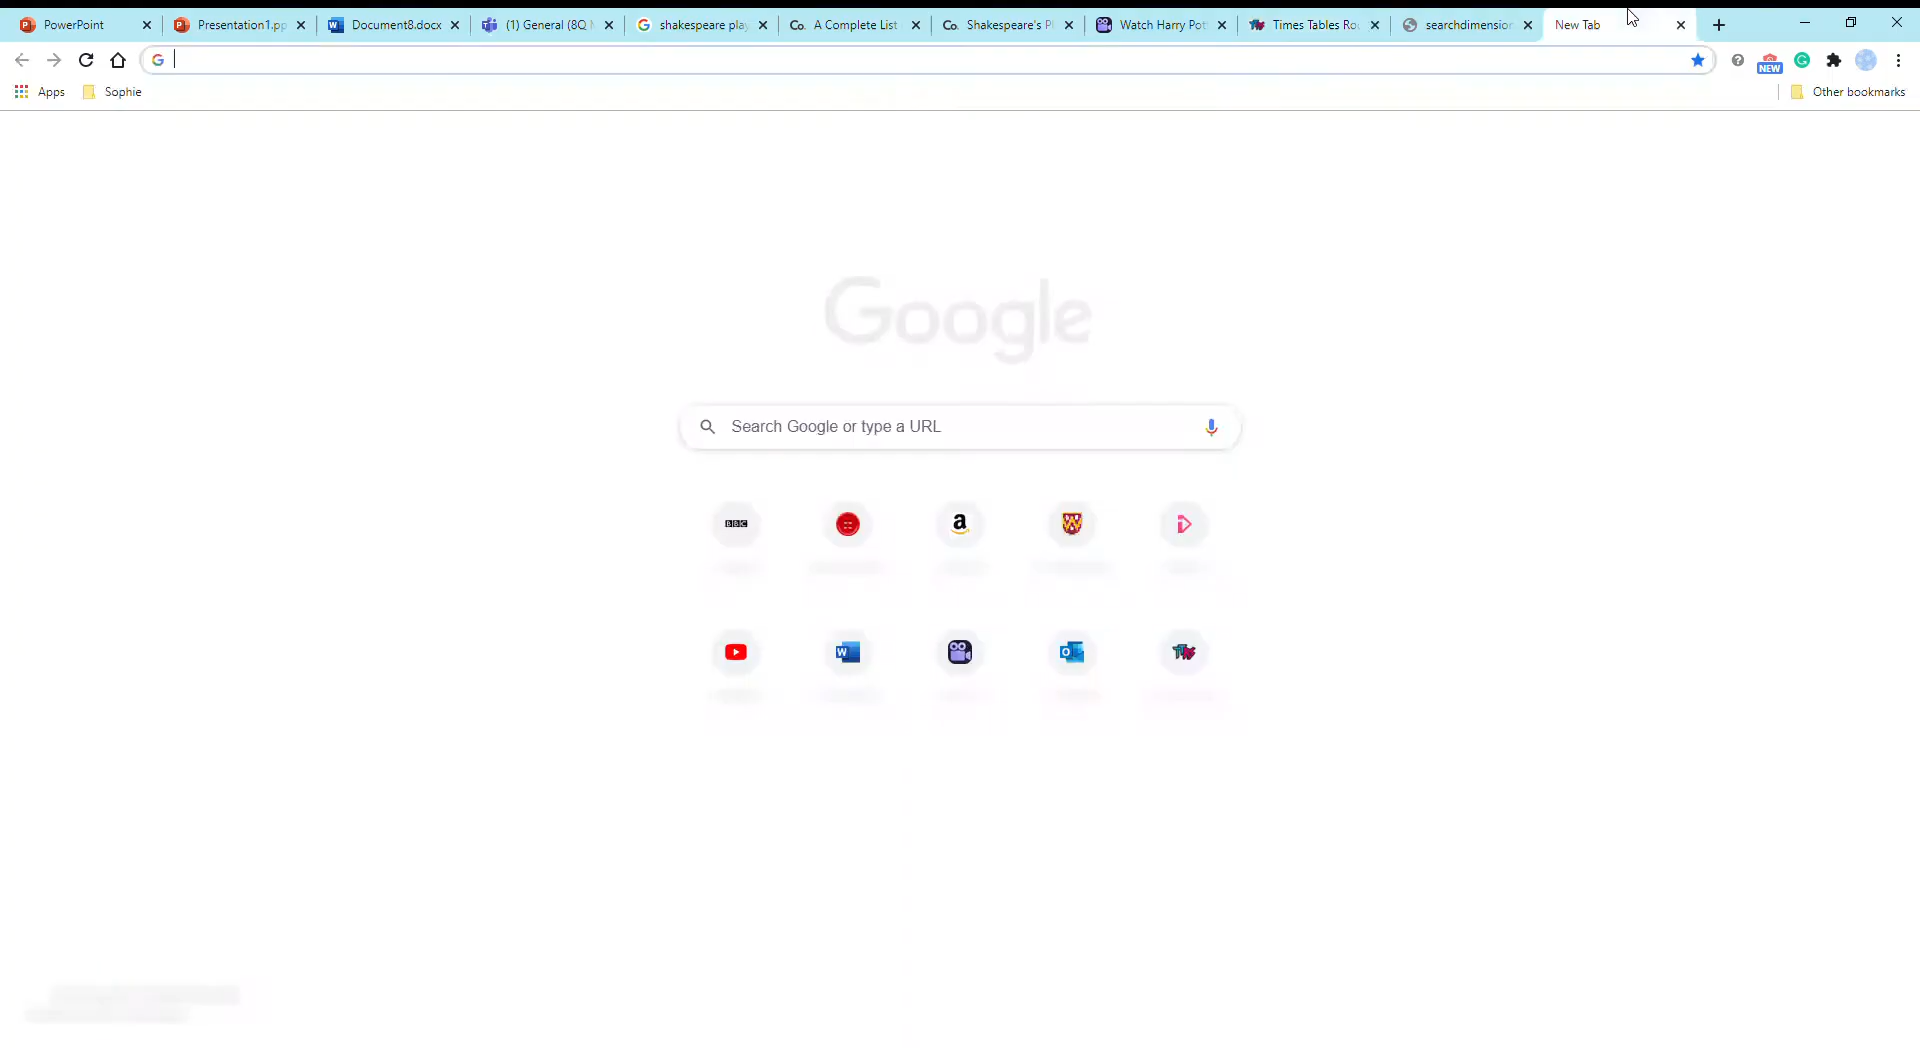 PowerPoint
Presentation1.pp
Document8.docx
(1) General (8Q
shakespeare play
Co. A Complete List
Co. Shakespeare's P
Watch Harry Pot
Times Tables Ro
searchdimension
New Tab
Apps
Sophie
NEW
Other bookmarks
Google
Search Google or type a URL
BBC
a
W